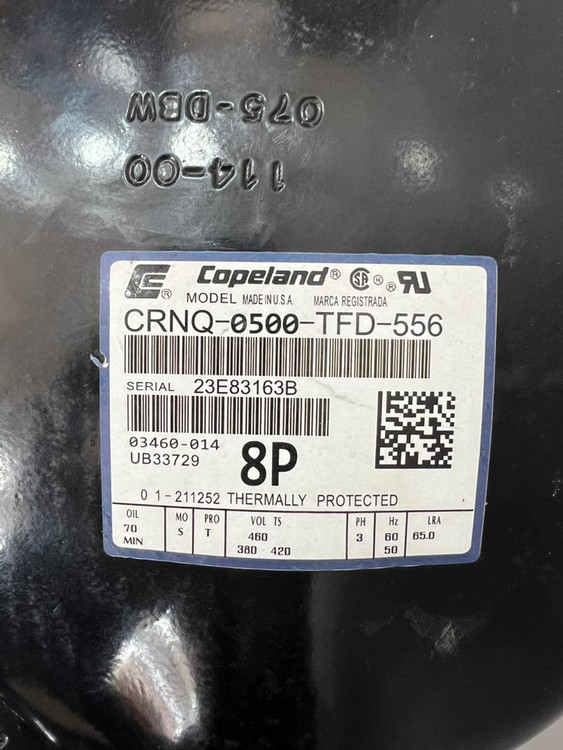 075-DBW
114-00
Copeland® ®
MODEL MADE IN U.S.A. MARCA REGISTRADA
CRNQ-0500-TFD-556
SERIAL 23E83163B
03460-014
UB33729
8P
0 1-211252 THERMALLY PROTECTED
OIL MO PRO VOL TS PH Hz LRA
70 S T 460 3 60 65.0
MIN 380 420 50